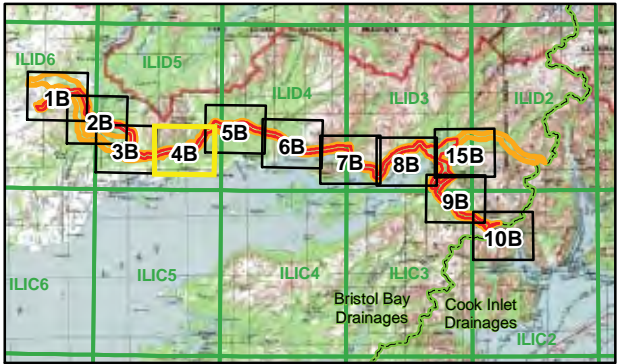 ILID6
ILID5
ILID4
ILID3
ILID2
1B
2B
3B
4B
5B
6B
7B
8B
15B
9B
10B
ILIC6
ILIC5
ILIC4
ILIC3
ILIC2
Bristol Bay
Drainages
Cook Inlet
Drainages